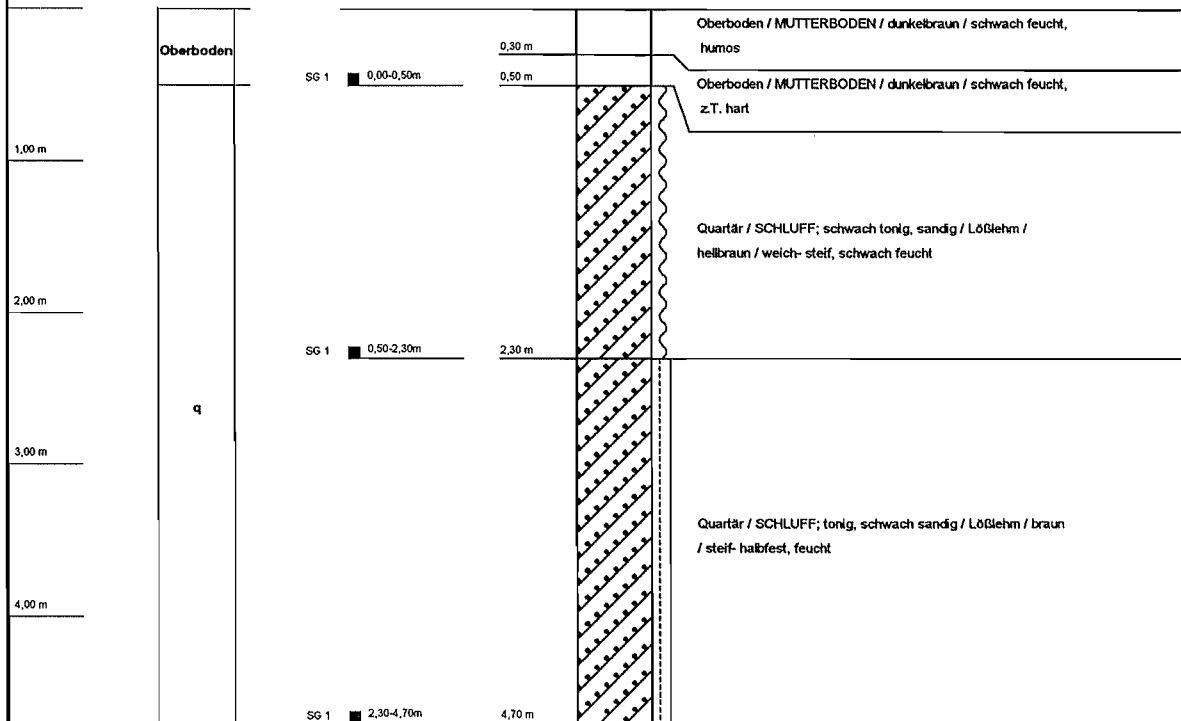 Oberboden / MUTTERBODEN / dunkelbraun / schwach feucht,
humos
Oberboden
0,30 m
SG 1 0,00-0,50m 0,50 m
Oberboden / MUTTERBODEN / dunkelbraun / schwach feucht,
z.T. hart
1,00 m
Quartär / SCHLUFF; schwach tonig, sandig / Lößlehm /
hellbraun / weich- steif, schwach feucht
2,00 m
SG 1 0,50-2,30m 2,30 m
q
3,00 m
Quartär / SCHLUFF; tonig, schwach sandig / Lößlehm / braun
/ steif- halbfest, feucht
4,00 m
SG 1 2,30-4,70m 4,70 m